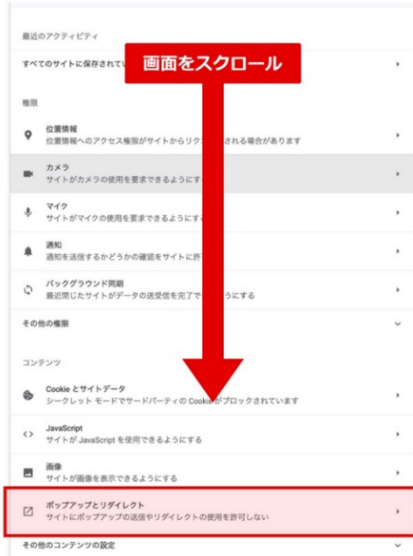 最近のアクティビティ
画面をスクロール
すべてのサイトに保存されてい
権限
位置情報
位置情報へのアクセス権限がサイトからリク される場合があります
カメラ
サイトがカメラの使用を要求できるようにす
マイク
サイトがマイクの使用を要求できるようにす
通知
通知を送信するかどうかの確認をサイトに許
バックグラウンド同期
最近閉じたサイトがデータの送受信を完了で うにする
その他の権限
コンテンツ
Cookie とサイトデータ
シークレット モードでサードパーティの Cookie がブロックされています
JavaScript
サイトが JavaScript を使用できるようにする
画像
サイトが画像を表示できるようにする
ポップアップとリダイレクト
サイトにポップアップの送信やリダイレクトの使用を許可しない
その他のコンテンツの設定